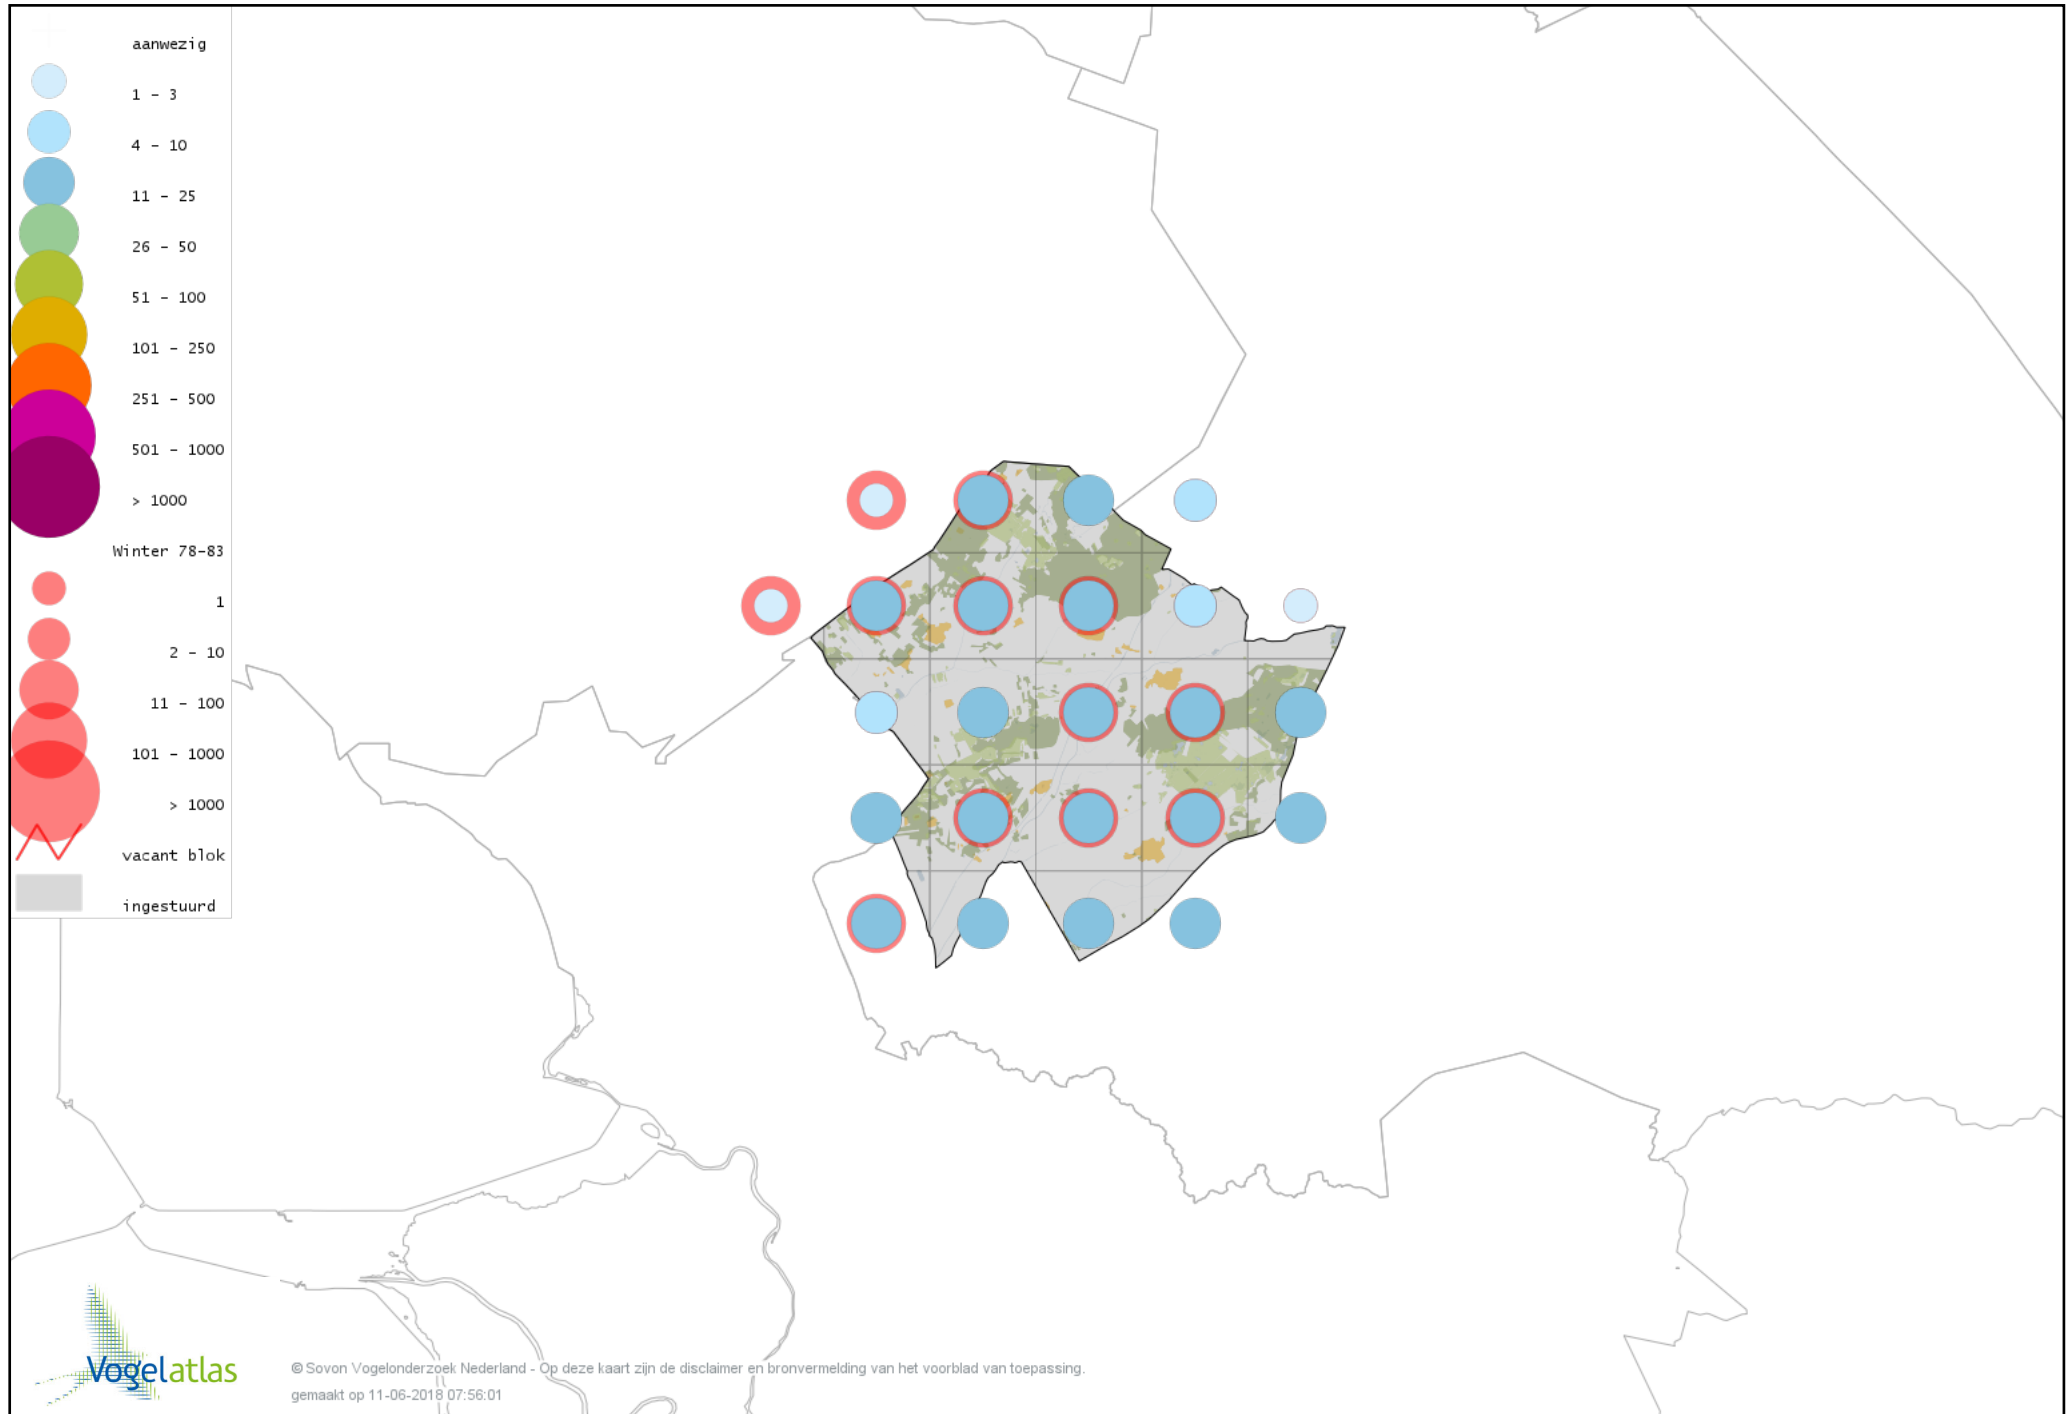 aanwezig
1 - 3
4 - 10
11 - 25
26 - 50
51 - 100
101 - 250
251 - 500
501 - 1000
> 1000
Winter 78-83
1
2 - 10
11 - 100
101 - 1000
> 1000
vacant blok
ingestuurd
Vogelatlas
© Sovon Vogelonderzoek Nederland - Op deze kaart zijn de disclaimer en bronvermelding van het voorblad van toepassing.
gemaakt op 11-06-2018 07:56:01